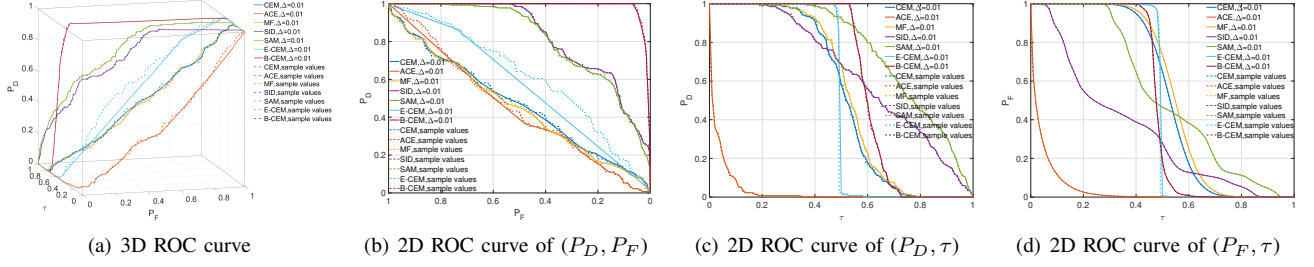 1
0.8
0.6
0.4
0.2
0
P_D
1
0.8
0.6
0.4
0.2
0
τ
0
0.2
0.4
0.6
0.8
1
P_F
CEM,Δ=0.01
ACE,Δ=0.01
MF,Δ=0.01
SID,Δ=0.01
SAM,Δ=0.01
E-CEM,Δ=0.01
B-CEM,Δ=0.01
CEM,sample values
ACE,sample values
MF,sample values
SID,sample values
SAM,sample values
E-CEM,sample values
B-CEM,sample values
(a) 3D ROC curve
1
0.8
0.6
0.4
0.2
0
P_D
1
0.8
0.6
0.4
0.2
0
P_F
CEM,Δ=0.01
ACE,Δ=0.01
MF,Δ=0.01
SID,Δ=0.01
SAM,Δ=0.01
E-CEM,Δ=0.01
B-CEM,Δ=0.01
CEM,sample values
ACE,sample values
MF,sample values
SID,sample values
SAM,sample values
E-CEM,sample values
B-CEM,sample values
(b) 2D ROC curve of (P_D, P_F)
1
0.8
0.6
0.4
0.2
0
P_D
0
0.2
0.4
0.6
0.8
1
τ
CEM,Δ=0.01
ACE,Δ=0.01
MF,Δ=0.01
SID,Δ=0.01
SAM,Δ=0.01
E-CEM,Δ=0.01
B-CEM,Δ=0.01
CEM,sample values
ACE,sample values
MF,sample values
SID,sample values
SAM,sample values
E-CEM,sample values
B-CEM,sample values
(c) 2D ROC curve of (P_D, τ)
1
0.8
0.6
0.4
0.2
0
P_F
0
0.2
0.4
0.6
0.8
1
τ
CEM,Δ=0.01
ACE,Δ=0.01
MF,Δ=0.01
SID,Δ=0.01
SAM,Δ=0.01
E-CEM,Δ=0.01
B-CEM,Δ=0.01
CEM,sample values
ACE,sample values
MF,sample values
SID,sample values
SAM,sample values
E-CEM,sample values
B-CEM,sample values
(d) 2D ROC curve of (P_F, τ)